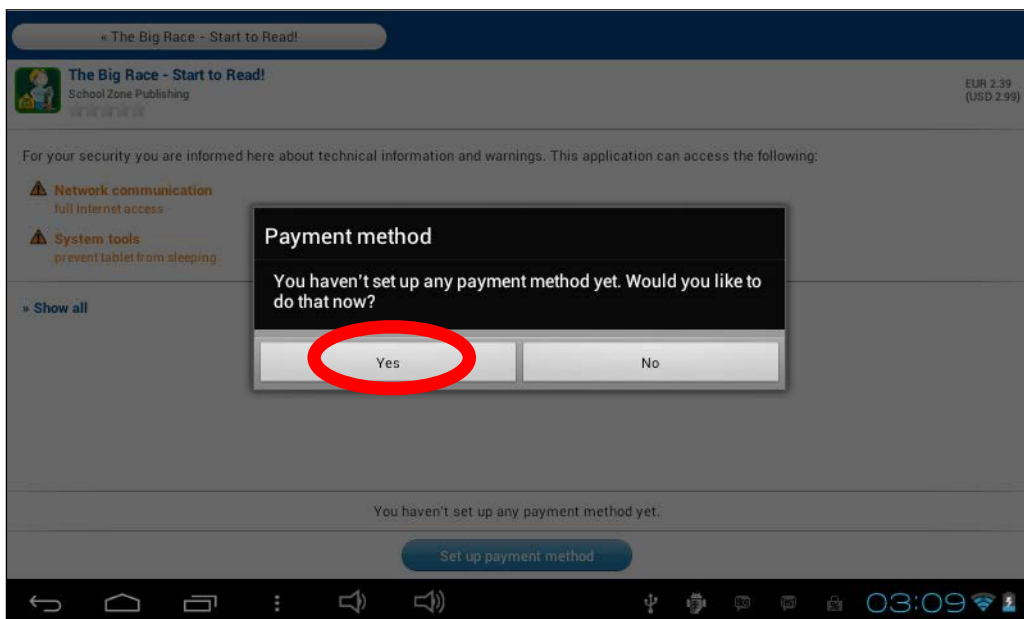 « The Big Race - Start to Read!
The Big Race - Start to Read!
School Zone Publishing
EUR 2.39
(USD 2.99)
For your security you are informed here about technical information and warnings. This application can access the following:
Network communication
full Internet access
System tools
prevent tablet from sleeping
» Show all
Payment method
You haven't set up any payment method yet. Would you like to
do that now?
Yes
No
You haven't set up any payment method yet.
Set up payment method
03:09